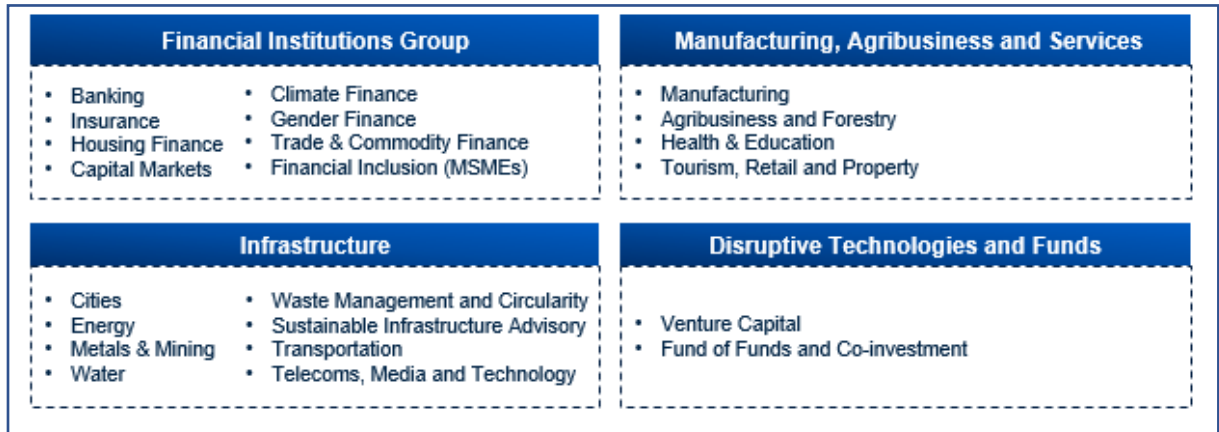 Financial Institutions Group
• Banking
• Insurance
• Housing Finance
• Capital Markets
• Climate Finance
• Gender Finance
• Trade & Commodity Finance
• Financial Inclusion (MSMEs)
Manufacturing, Agribusiness and Services
• Manufacturing
• Agribusiness and Forestry
• Health & Education
• Tourism, Retail and Property
Infrastructure
• Cities
• Energy
• Metals & Mining
• Water
• Waste Management and Circularity
• Sustainable Infrastructure Advisory
• Transportation
• Telecoms, Media and Technology
Disruptive Technologies and Funds
• Venture Capital
• Fund of Funds and Co-investment